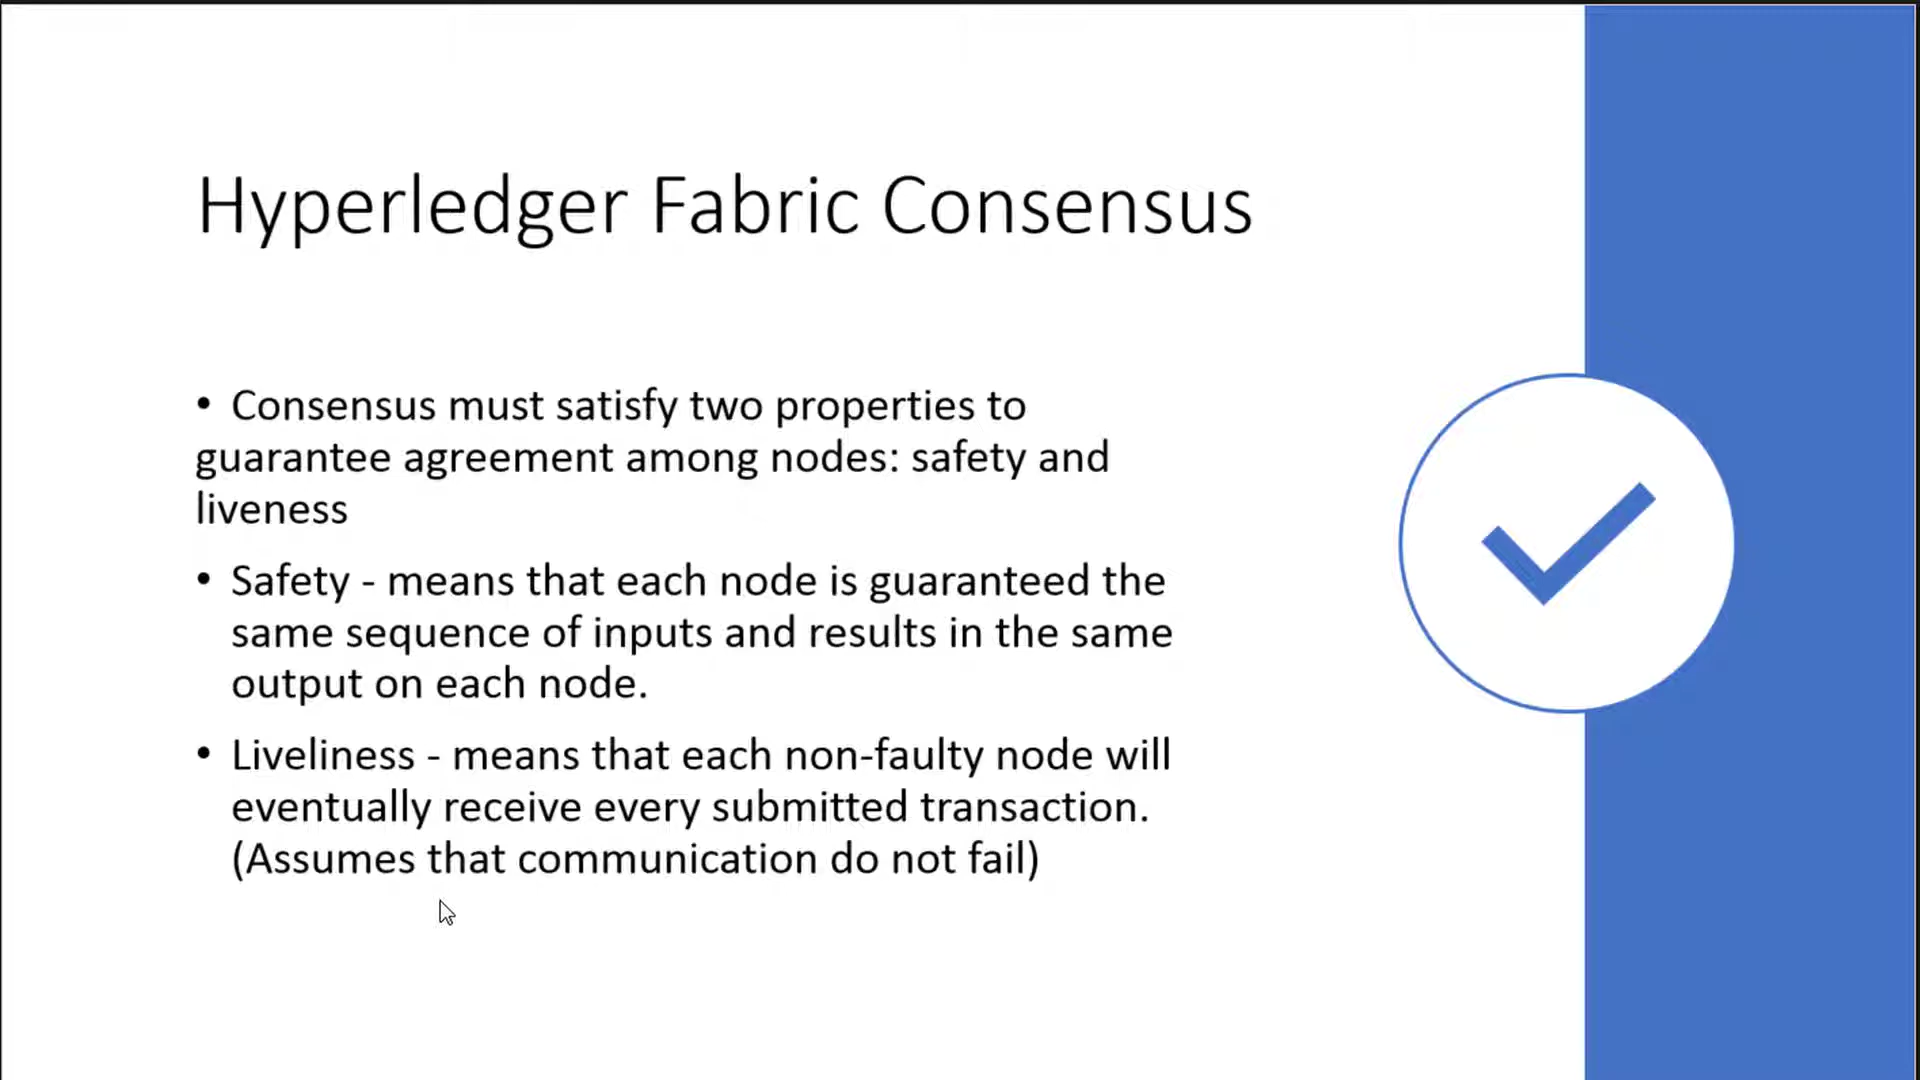 Hyperledger Fabric Consensus
• Consensus must satisfy two properties to
guarantee agreement among nodes: safety and
liveness
• Safety - means that each node is guaranteed the
same sequence of inputs and results in the same
output on each node.
• Liveliness - means that each non-faulty node will
eventually receive every submitted transaction.
(Assumes that communication do not fail)